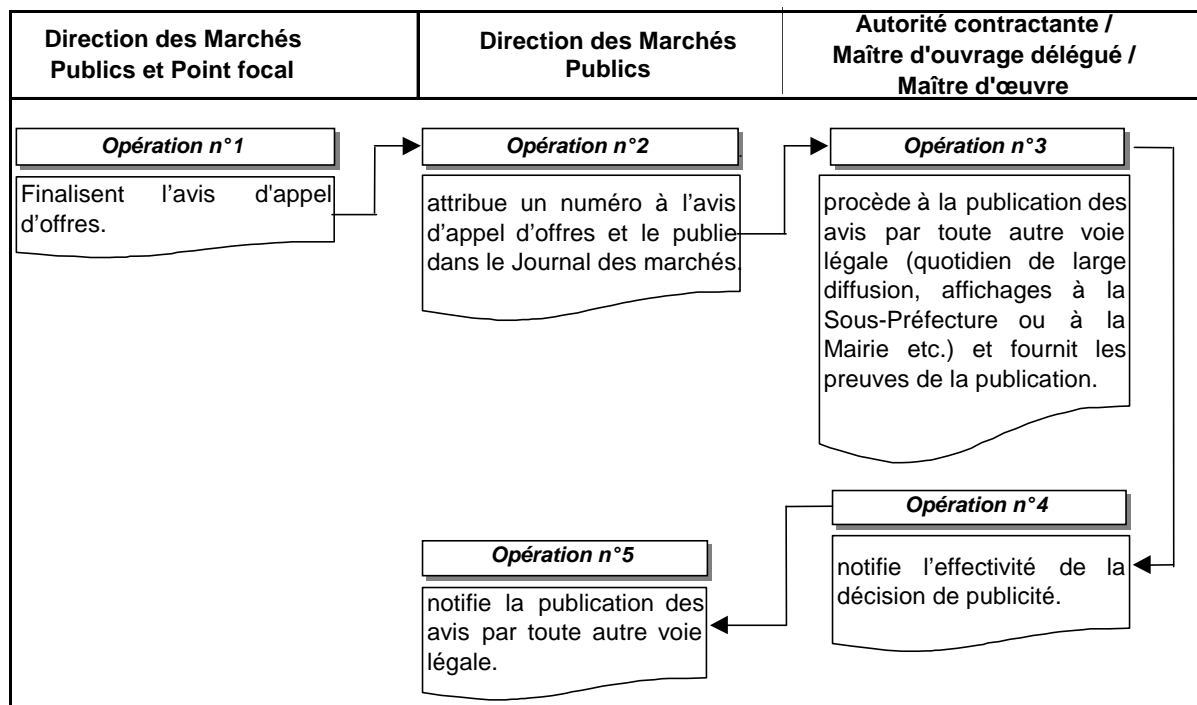 Direction des Marchés
Publics et Point focal
Direction des Marchés
Publics
Autorité contractante /
Maître d'ouvrage délégué /
Maître d'œuvre
Opération n°1
Finalisent l’avis d'appel
d’offres.
Opération n°2
attribue un numéro à l’avis
d’appel d’offres et le publie
dans le Journal des marchés.
Opération n°3
procède à la publication des
avis par toute autre voie
légale (quotidien de large
diffusion, affichages à la
Sous-Préfecture ou à la
Mairie etc.) et fournit les
preuves de la publication.
Opération n°4
notifie l’effectivité de la
décision de publicité.
Opération n°5
notifie la publication des
avis par toute autre voie
légale.